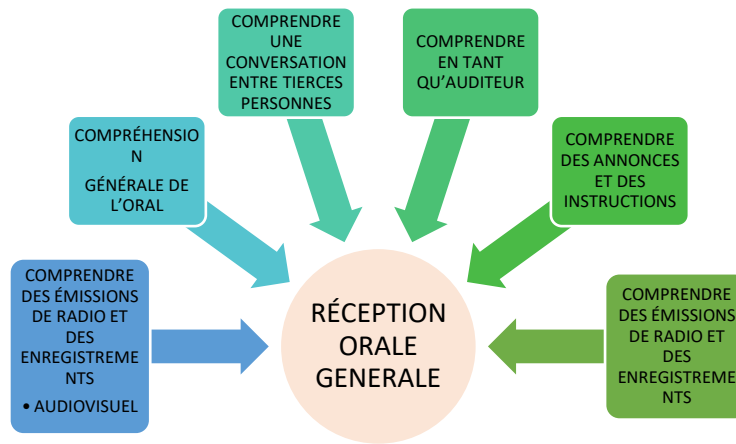 COMPRENDRE
UNE
CONVERSATION
ENTRE TIERCES
PERSONNES
COMPRENDRE
EN TANT
QU’AUDITEUR
COMPRÉHENSIO
N
GÉNÉRALE DE
L’ORAL
COMPRENDRE
DES ANNONCES
ET DES
INSTRUCTIONS
COMPRENDRE
DES ÉMISSIONS
DE RADIO ET
DES
ENREGISTREME
NTS
• AUDIOVISUEL
RÉCEPTION
ORALE
GENERALE
COMPRENDRE
DES ÉMISSIONS
DE RADIO ET
DES
ENREGISTREME
NTS